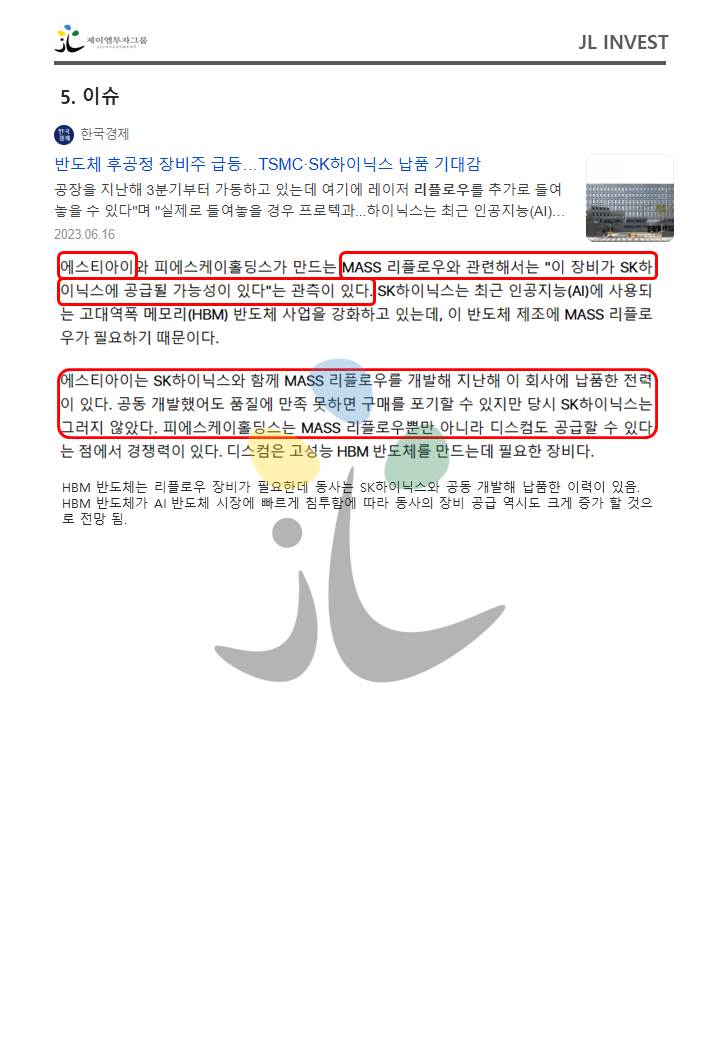 제이엘투자그룹
JL INVESTMENT
JL INVEST
5. 이슈
한국경제
한국경제
반도체 후공정 장비주 급등...TSMC·SK하이닉스 납품 기대감
공장을 지난해 3분기부터 가동하고 있는데 여기에 레이저 리플로우를 추가로 들여
놓을 수 있다"며 "실제로 들여놓을 경우 프로텍과...하이닉스는 최근 인공지능(AI)...
2023.06.16
에스티아이와 피에스케이홀딩스가 만드는 MASS 리플로우와 관련해서는 "이 장비가 SK하
이닉스에 공급될 가능성이 있다"는 관측이 있다. SK하이닉스는 최근 인공지능(AI)에 사용되
는 고대역폭 메모리(HBM) 반도체 사업을 강화하고 있는데, 이 반도체 제조에 MASS 리플로
우가 필요하기 때문이다.
에스티아이는 SK하이닉스와 함께 MASS 리플로우를 개발해 지난해 이 회사에 납품한 전력
이 있다. 공동 개발했어도 품질에 만족 못하면 구매를 포기할 수 있지만 당시 SK하이닉스는
그러지 않았다. 피에스케이홀딩스는 MASS 리플로우뿐만 아니라 디스컴도 공급할 수 있다
는 점에서 경쟁력이 있다. 디스컴은 고성능 HBM 반도체를 만드는데 필요한 장비다.
HBM 반도체는 리플로우 장비가 필요한데 동사는 SK하이닉스와 공동 개발해 납품한 이력이 있음.
HBM 반도체가 AI 반도체 시장에 빠르게 침투함에 따라 동사의 장비 공급 역시도 크게 증가 할 것으
로 전망 됨.